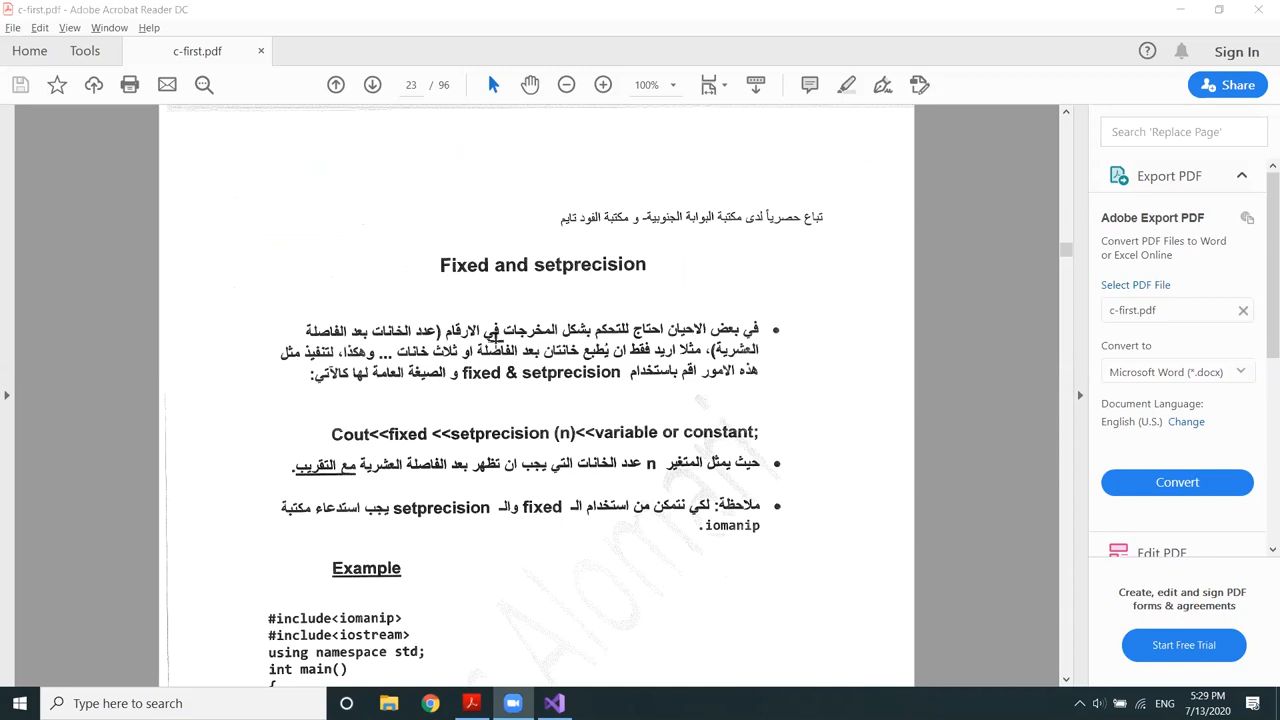 c-first.pdf - Adobe Acrobat Reader DC
File Edit View Window Help
Home Tools c-first.pdf × Sign In
23 / 96 100% Share
تباع حصرياً لدى مكتبة البوابة الجنوبية- و مكتبة الفود تايم
Fixed and setprecision
• في بعض الاحيان احتاج للتحكم بشكل المخرجات في الارقام (عدد الخانات بعد الفاصلة
العشرية)، مثلا اريد فقط ان يُطبع خانتان بعد الفاصلة او ثلاث خانات ... وهكذا، لتنفيذ مثل
هذه الامور اقم باستخدام fixed & setprecision و الصيغة العامة لها كالآتي:
Cout<<fixed <<setprecision (n)<<variable or constant;
• حيث يمثل المتغير n عدد الخانات التي يجب ان تظهر بعد الفاصلة العشرية مع التقريب.
• ملاحظة: لكي نتمكن من استخدام الـ fixed والـ setprecision يجب استدعاء مكتبة
iomanip.
Example
#include<iomanip>
#include<iostream>
using namespace std;
int main()
{
Alomari
Search 'Replace Page'
Export PDF
Adobe Export PDF
Convert PDF Files to Word
or Excel Online
Select PDF File
c-first.pdf
Convert to
Microsoft Word (*.docx)
Document Language:
English (U.S.) Change
Convert
Edit PDF
Create, edit and sign PDF
forms & agreements
Start Free Trial
Type here to search
ENG
5:29 PM
7/13/2020